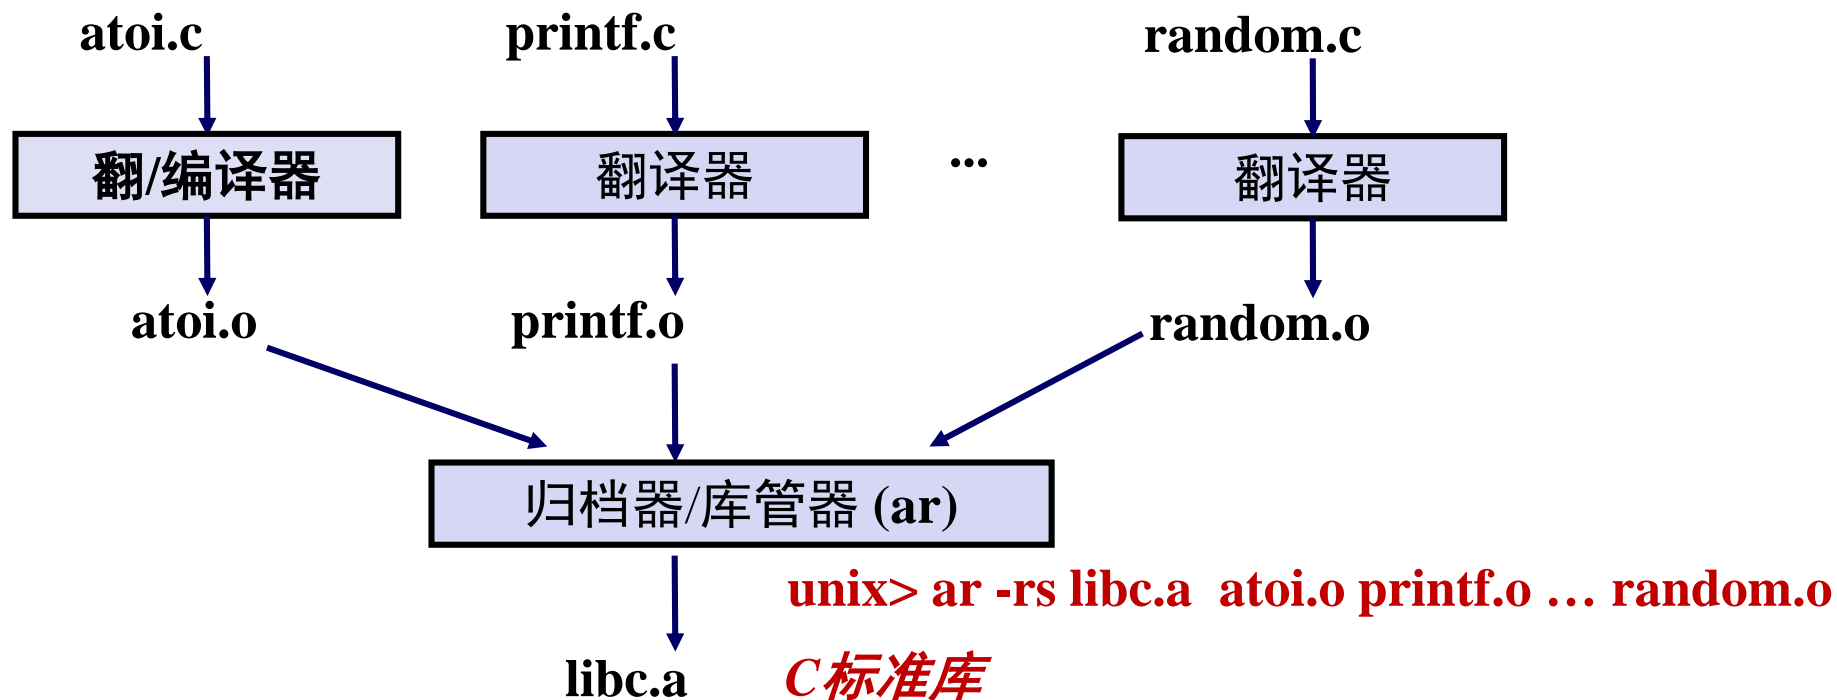 atoi.c printf.c random.c
翻/编译器 翻译器 ... 翻译器
atoi.o printf.o random.o
归档器/库管器 (ar)
unix> ar -rs libc.a atoi.o printf.o … random.o
libc.a C标准库